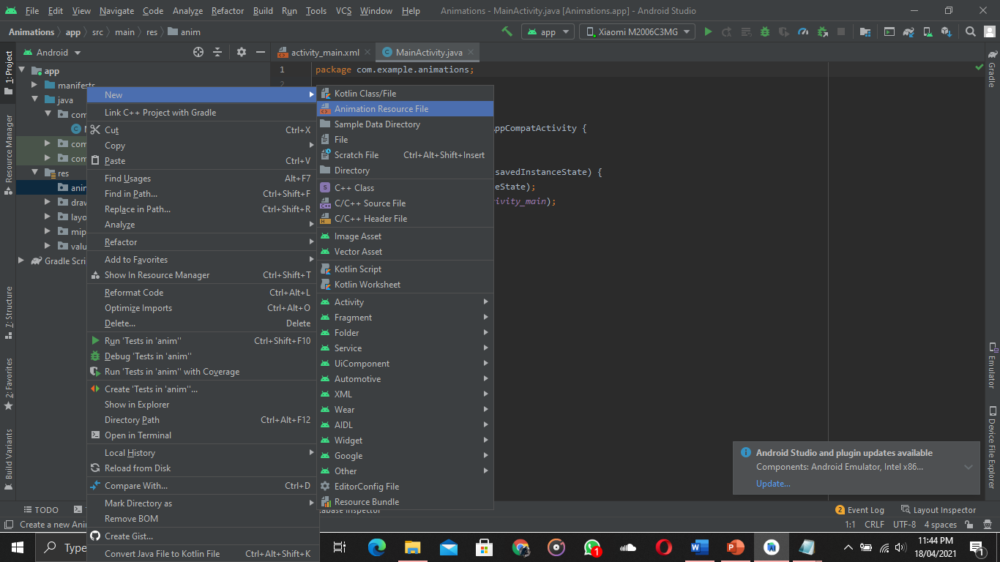 File Edit View Navigate Code Analyze Refactor Build Run Tools VCS Window Help Animations - MainActivity.java [Animations.app] - Android Studio
Animations app src main res anim app Xiaomi M2006C3MG
Android activity_main.xml MainActivity.java
1: Project
Resource Manager
7: Structure
2: Favorites
Build Variants
app
manifests
java
com
M
com
com
res
anim
draw
layo
mip
valu
Gradle Scri
1 package com.example.animations;
2
AppCompatActivity {
savedInstanceState) {
eState);
ivity_main);
New
Link C++ Project with Gradle
Cut Ctrl+X
Copy
Paste Ctrl+V
Find Usages Alt+F7
Find in Path... Ctrl+Shift+F
Replace in Path... Ctrl+Shift+R
Analyze
Refactor
Add to Favorites
Show In Resource Manager Ctrl+Shift+T
Reformat Code Ctrl+Alt+L
Optimize Imports Ctrl+Alt+O
Delete... Delete
Run 'Tests in 'anim'' Ctrl+Shift+F10
Debug 'Tests in 'anim''
Run 'Tests in 'anim'' with Coverage
Create 'Tests in 'anim''...
Show in Explorer
Directory Path Ctrl+Alt+F12
Open in Terminal
Local History
Reload from Disk
Compare With... Ctrl+D
Mark Directory as
Remove BOM
Create Gist...
Convert Java File to Kotlin File Ctrl+Alt+Shift+K
Kotlin Class/File
Animation Resource File
Sample Data Directory
File
Scratch File Ctrl+Alt+Shift+Insert
Directory
C++ Class
C/C++ Source File
C/C++ Header File
Image Asset
Vector Asset
Kotlin Script
Kotlin Worksheet
Activity
Fragment
Folder
Service
UiComponent
Automotive
XML
Wear
AIDL
Widget
Google
Other
EditorConfig File
Resource Bundle
Gradle
Emulator
Device File Explorer
Android Studio and plugin updates available
Components: Android Emulator, Intel x86...
Update...
TODO abase Inspector 2 Event Log Layout Inspector
Create a new Ani 1:1 CRLF UTF-8 4 spaces
Type 1 11:44 PM
18/04/2021 1